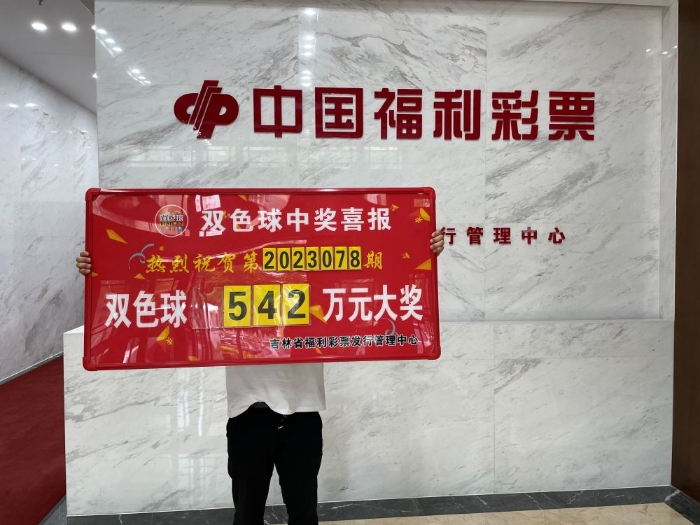 中国福利彩票
行管理中心
双色球中奖喜报
热烈祝贺第2023078期
双色球 542 万元大奖
吉林省福利彩票发行管理中心